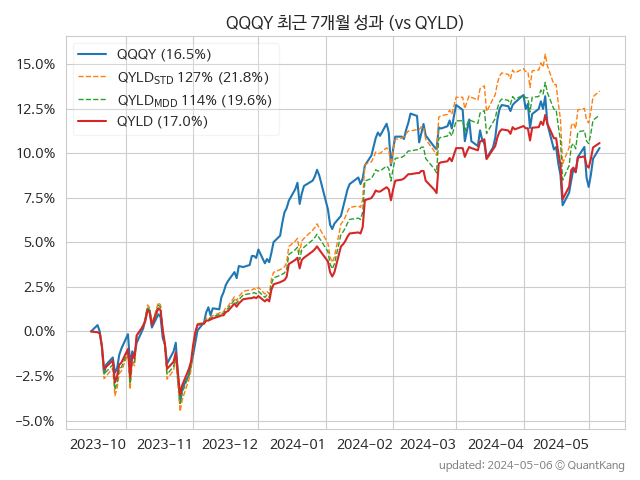 QQQY 최근 7개월 성과 (vs QYLD)
QQQY (16.5%)
QYLD_STD 127% (21.8%)
QYLD_MDD 114% (19.6%)
QYLD (17.0%)
15.0%
12.5%
10.0%
7.5%
5.0%
2.5%
0.0%
−2.5%
−5.0%
2023−10 2023−11 2023−12 2024−01 2024−02 2024−03 2024−04 2024−05
updated: 2024−05−06 © QuantKang